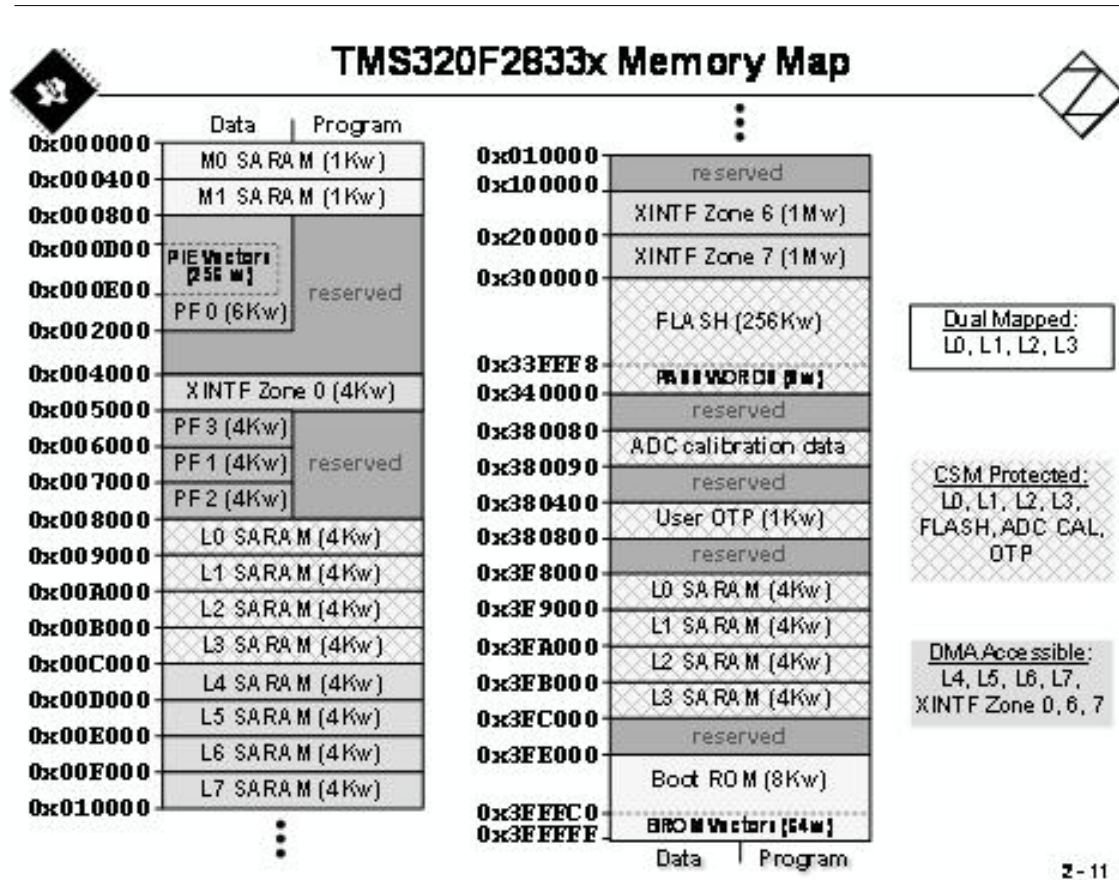 TMS320F2833x Memory Map
Data | Program
0x000000
M0 SARAM (1Kw)
0x000400
M1 SARAM (1Kw)
0x000800
0x000D00
PIE Vectors
(256 w)
0x000E00
reserved
PF 0 (6Kw)
0x002000
0x004000
XINTF Zone 0 (4Kw)
0x005000
PF 3 (4Kw)
0x006000
PF 1 (4Kw)
reserved
0x007000
PF 2 (4Kw)
0x008000
L0 SARAM (4Kw)
0x009000
L1 SARAM (4Kw)
0x00A000
L2 SARAM (4Kw)
0x00B000
L3 SARAM (4Kw)
0x00C000
L4 SARAM (4Kw)
0x00D000
L5 SARAM (4Kw)
0x00E000
L6 SARAM (4Kw)
0x00F000
L7 SARAM (4Kw)
0x010000
0x010000
reserved
0x100000
XINTF Zone 6 (1Mw)
0x200000
XINTF Zone 7 (1Mw)
0x300000
FLASH (256Kw)
0x33FFF8
PASSWORDS (8w)
0x340000
reserved
0x380080
ADC calibration data
0x380090
reserved
0x380400
User OTP (1Kw)
0x380800
reserved
0x3F8000
L0 SARAM (4Kw)
0x3F9000
L1 SARAM (4Kw)
0x3FA000
L2 SARAM (4Kw)
0x3FB000
L3 SARAM (4Kw)
0x3FC000
reserved
0x3FE000
Boot ROM (8Kw)
0x3FFFC0
BROM Vectors (64w)
0x3FFFFF
Data | Program
Dual Mapped:
L0, L1, L2, L3
CSM Protected:
L0, L1, L2, L3,
FLASH, ADC CAL,
OTP
DMA Accessible:
L4, L5, L6, L7,
XINTF Zone 0, 6, 7
2 - 11